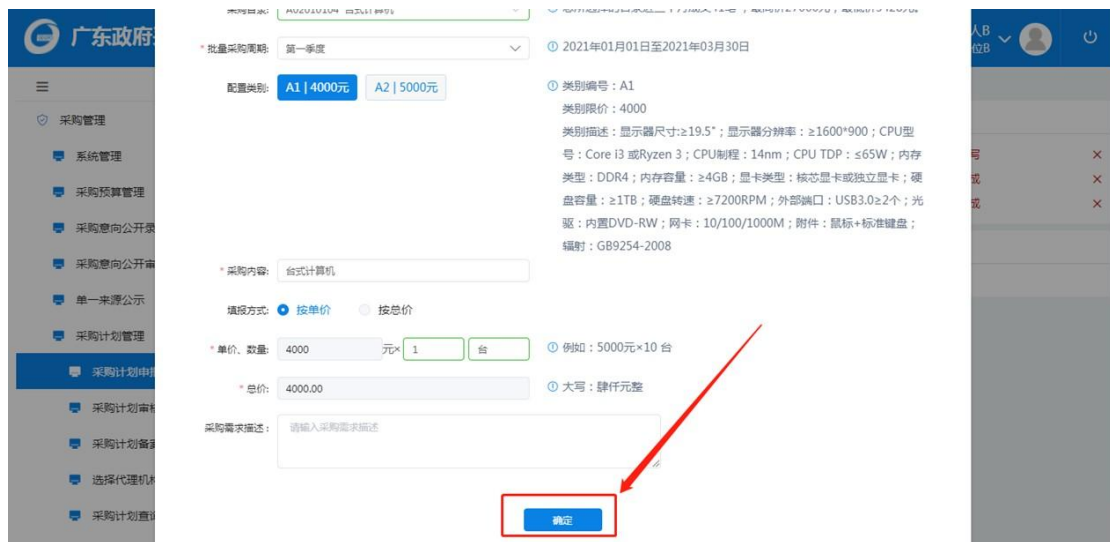 采购目录: A02010104 台式计算机
广东政府
* 批量采购周期: 第一季度 2021年01月01日至2021年03月30日
人B
位B
配置类别: A1 | 4000元 A2 | 5000元 类别编号：A1
类别限价：4000
类别描述：显示器尺寸:≥19.5"；显示器分辨率：≥1600*900；CPU型
号：Core i3 或Ryzen 3；CPU制程：14nm；CPU TDP：≤65W；内存
类型：DDR4；内存容量：≥4GB；显卡类型：核芯显卡或独立显卡；硬
盘容量：≥1TB；硬盘转速：≥7200RPM；外部端口：USB3.0≥2个；光
驱：内置DVD-RW；网卡：10/100/1000M；附件：鼠标+标准键盘；
辐射：GB9254-2008
采购管理
系统管理
采购预算管理
采购意向公开录
采购意向公开审
单一来源公示
采购计划管理
采购计划申报
采购计划审核
采购计划备案
选择代理机构
采购计划查询
* 采购内容: 台式计算机
填报方式: 按单价 按总价
* 单价、数量: 4000 元× 1 台 例如：5000元×10 台
* 总价: 4000.00 大写：肆仟元整
采购需求描述： 请输入采购需求描述
确定